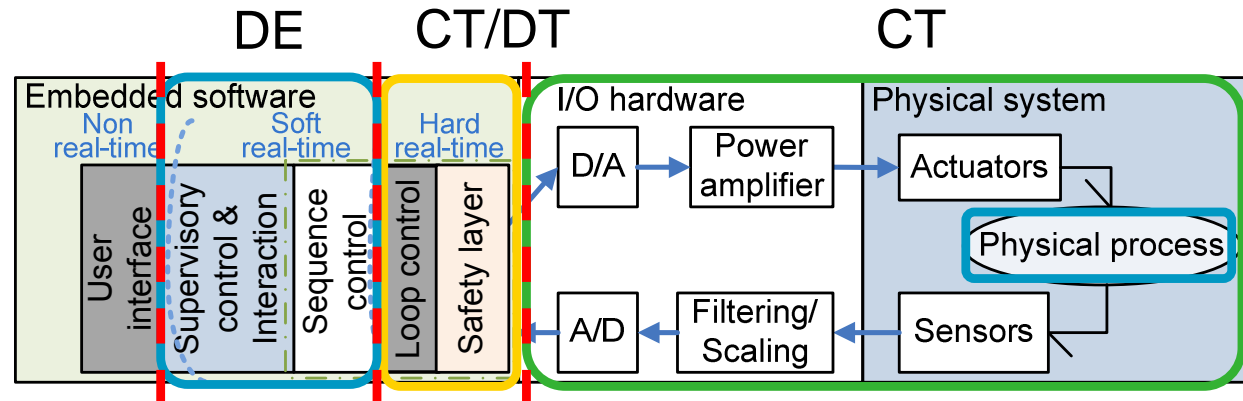 DE
CT/DT
CT
Embedded software
I/O hardware
Physical system
Non
real-time
Soft
real-time
Hard
real-time
User
interface
Supervisory
control &
Interaction
Sequence
control
Loop control
Safety layer
D/A
Power
amplifier
Actuators
Physical process
A/D
Filtering/
Scaling
Sensors